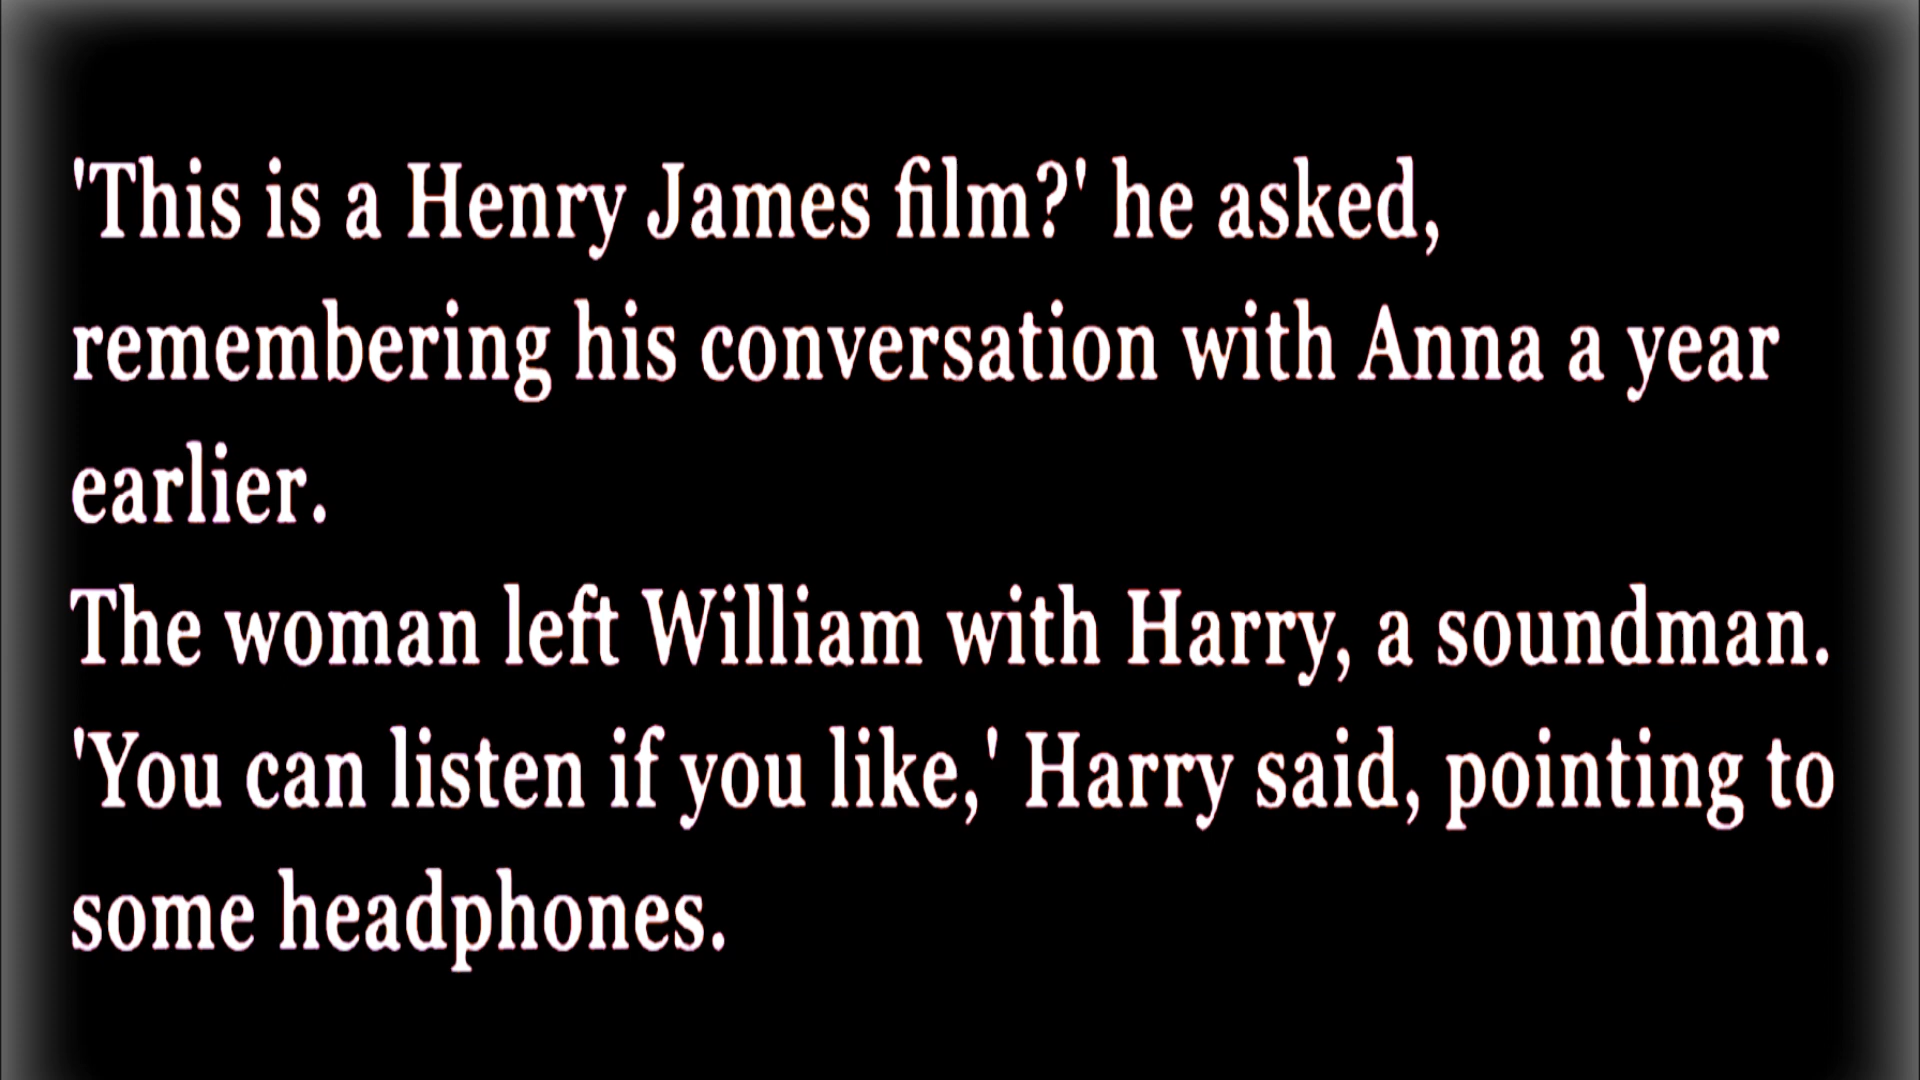 'This is a Henry James film?' he asked,
remembering his conversation with Anna a year
earlier.
The woman left William with Harry, a soundman.
'You can listen if you like,' Harry said, pointing to
some headphones.